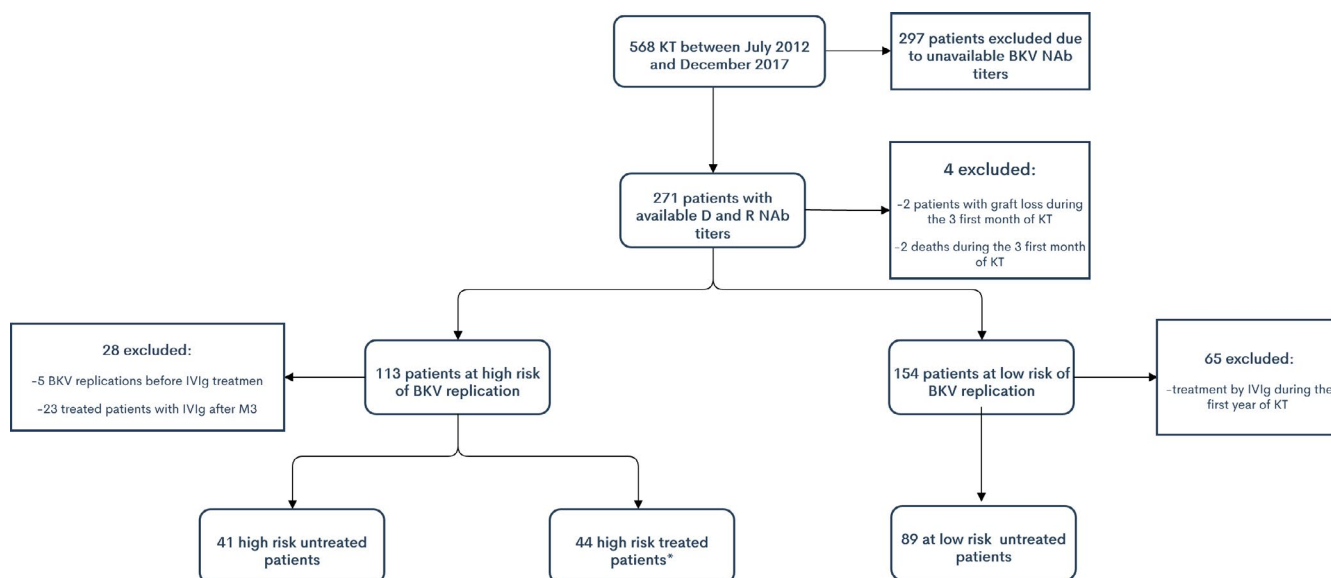 568 KT between July 2012
and December 2017
297 patients excluded due
to unavailable BKV NAb
titers
271 patients with
available D and R NAb
titers
4 excluded:
-2 patients with graft loss during
the 3 first month of KT
-2 deaths during the 3 first month
of KT
28 excluded:
-5 BKV replications before IVIg treatmen
-23 treated patients with IVIg after M3
113 patients at high risk
of BKV replication
154 patients at low risk of
BKV replication
65 excluded:
-treatment by IVIg during the
first year of KT
41 high risk untreated
patients
44 high risk treated
patients*
89 at low risk untreated
patients